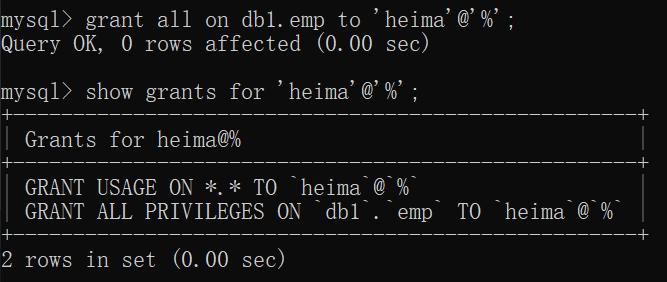 mysql> grant all on db1.emp to 'heima'@'%';
Query OK, 0 rows affected (0.00 sec)
mysql> show grants for 'heima'@'%';
+----------------------------------------------------+
| Grants for heima@%                                 |
+----------------------------------------------------+
| GRANT USAGE ON *.* TO `heima`@`%`                  |
| GRANT ALL PRIVILEGES ON `db1`.`emp` TO `heima`@`%` |
+----------------------------------------------------+
2 rows in set (0.00 sec)